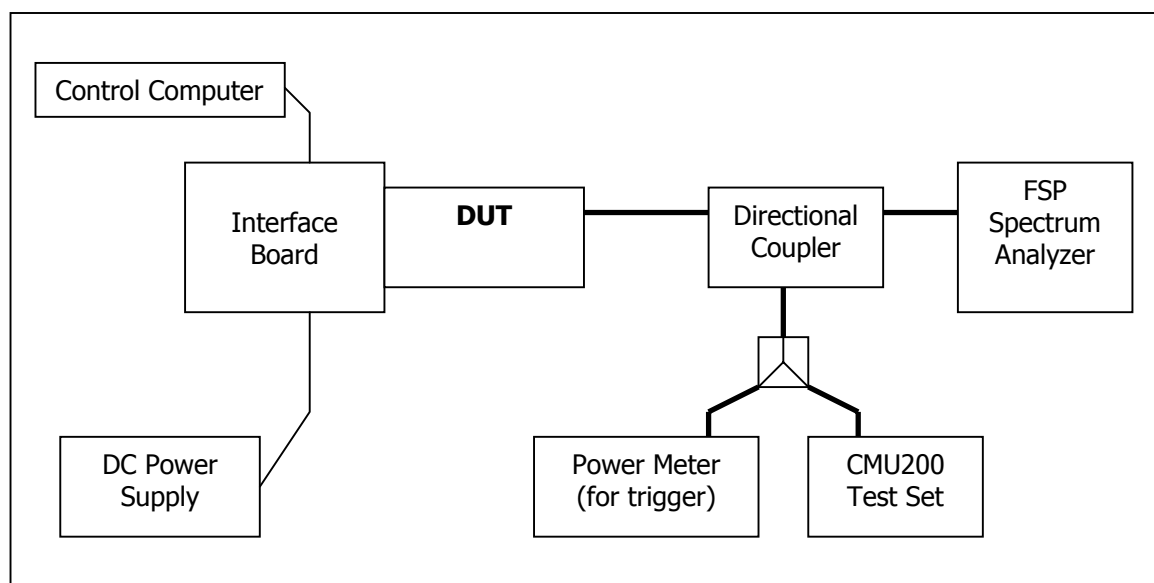 Control Computer
Interface
Board
DUT
Directional
Coupler
FSP
Spectrum
Analyzer
DC Power
Supply
Power Meter
(for trigger)
CMU200
Test Set